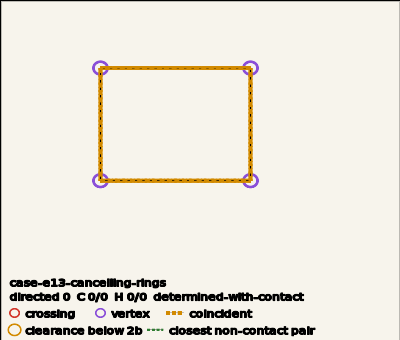 case-e13-cancelling-rings
directed 0 C 0/0 H 0/0 determined-with-contact
crossing vertex coincident
clearance below 2b closest non-contact pair